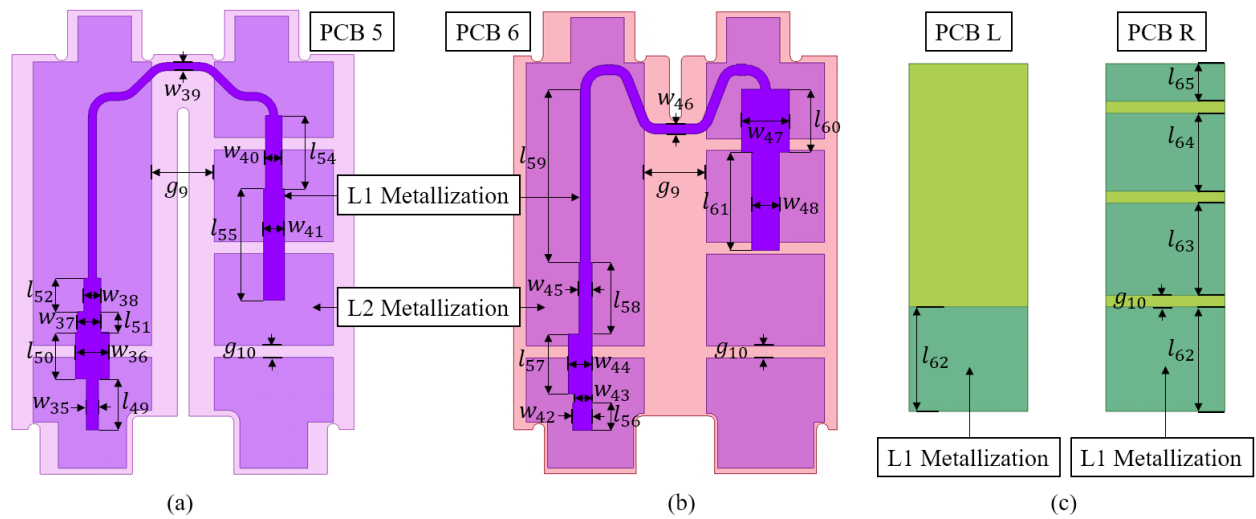 PCB 5
PCB 6
PCB L
PCB R
w₃₉
w₄₀
l₅₄
g₉
L1 Metallization
l₅₅
w₄₁
l₅₂
w₃₈
w₃₇
l₅₁
L2 Metallization
l₅₀
w₃₆
g₁₀
w₃₅
l₄₉
w₄₆
w₄₇
l₆₀
l₅₉
g₉
l₆₁
w₄₈
w₄₅
l₅₈
l₅₇
w₄₄
g₁₀
w₄₃
w₄₂
l₅₆
l₆₂
l₆₅
l₆₄
l₆₃
g₁₀
l₆₂
L1 Metallization
L1 Metallization
(a)
(b)
(c)